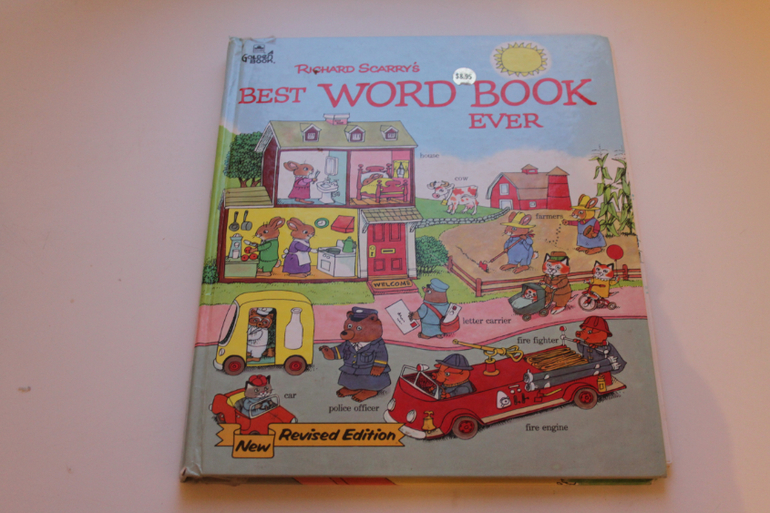 GOLDEN
BOOK
RICHARD SCARRY'S
$8.95
BEST WORD BOOK
EVER
house
cow
farmers
WELCOME
letter carrier
fire fighter
car
police officer
fire engine
New Revised Edition